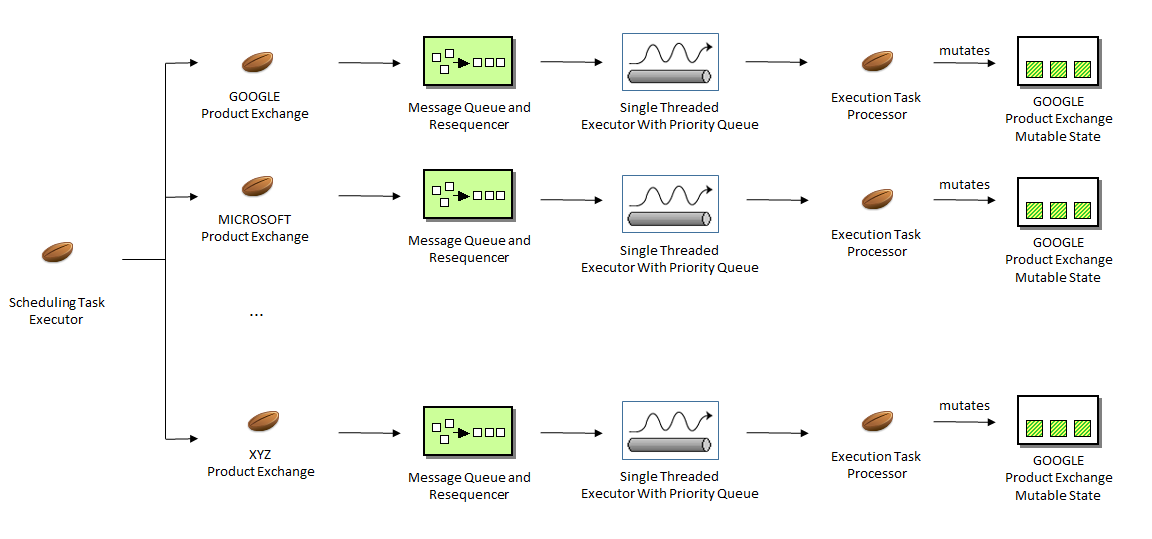 GOOGLE
Product Exchange
Message Queue and
Resequencer
Single Threaded
Executor With Priority Queue
Execution Task
Processor
mutates
GOOGLE
Product Exchange
Mutable State
MICROSOFT
Product Exchange
Message Queue and
Resequencer
Single Threaded
Executor With Priority Queue
Execution Task
Processor
mutates
GOOGLE
Product Exchange
Mutable State
Scheduling Task
Executor
...
XYZ
Product Exchange
Message Queue and
Resequencer
Single Threaded
Executor With Priority Queue
Execution Task
Processor
mutates
GOOGLE
Product Exchange
Mutable State